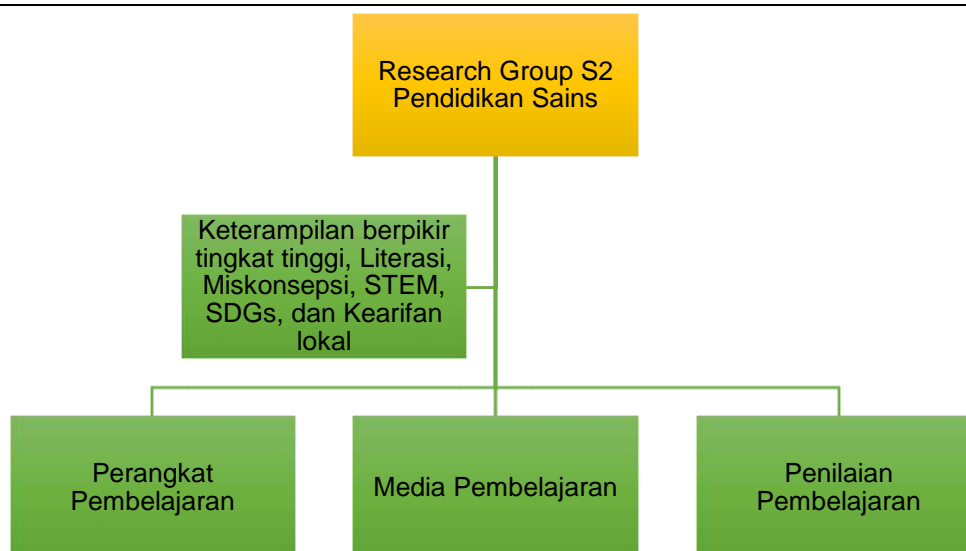 Research Group S2
Pendidikan Sains
Keterampilan berpikir
tingkat tinggi, Literasi,
Miskonsepsi, STEM,
SDGs, dan Kearifan
lokal
Perangkat
Pembelajaran
Media Pembelajaran
Penilaian
Pembelajaran